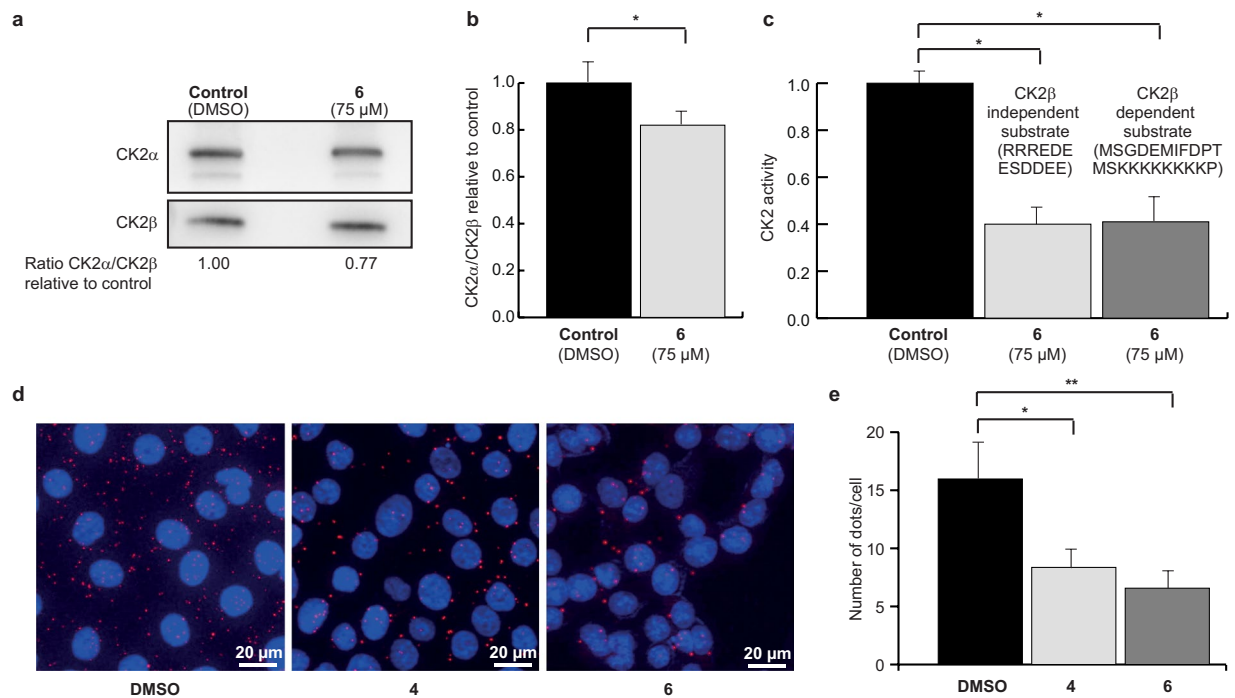 a
Control
(DMSO)
6
(75 µM)
CK2α
CK2β
Ratio CK2α/CK2β
relative to control
1.00
0.77
b
*
CK2α/CK2β relative to control
1.0
0.8
0.6
0.4
0.2
0.0
Control
(DMSO)
6
(75 µM)
c
*
*
CK2 activity
1.0
0.8
0.6
0.4
0.2
0.0
CK2β
independent
substrate
(RRREDE
ESDDEE)
CK2β
dependent
substrate
(MSGDEMIFDPT
MSKKKKKKKKP)
Control
(DMSO)
6
(75 µM)
6
(75 µM)
d
20 µm
20 µm
20 µm
DMSO
4
6
e
**
*
Number of dots/cell
20
15
10
5
0
DMSO
4
6